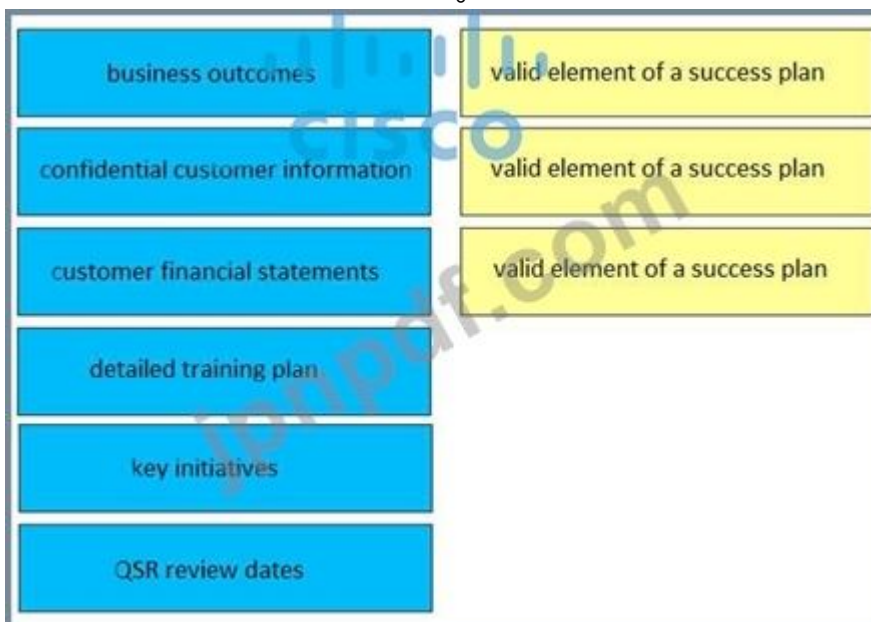 business outcomes
valid element of a success plan
CISCO
confidential customer information
valid element of a success plan
customer financial statements
valid element of a success plan
detailed training plan
key initiatives
QSR review dates
jpnpdf.com